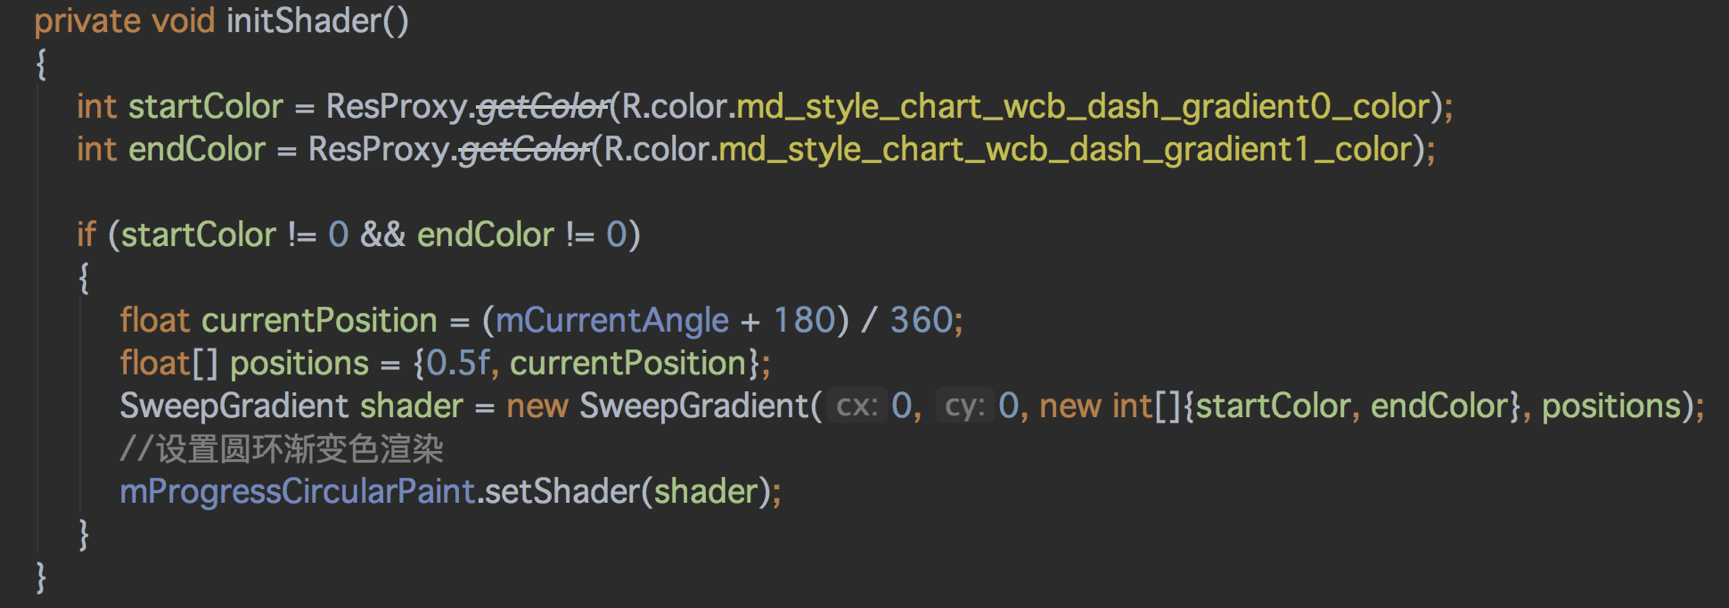 private void initShader()
{
int startColor = ResProxy.getColor(R.color.md_style_chart_wcb_dash_gradient0_color);
int endColor = ResProxy.getColor(R.color.md_style_chart_wcb_dash_gradient1_color);
if (startColor != 0 && endColor != 0)
{
float currentPosition = (mCurrentAngle + 180) / 360;
float[] positions = {0.5f, currentPosition};
SweepGradient shader = new SweepGradient( cx: 0, cy: 0, new int[]{startColor, endColor}, positions);
//设置圆环渐变色渲染
mProgressCircularPaint.setShader(shader);
}
}